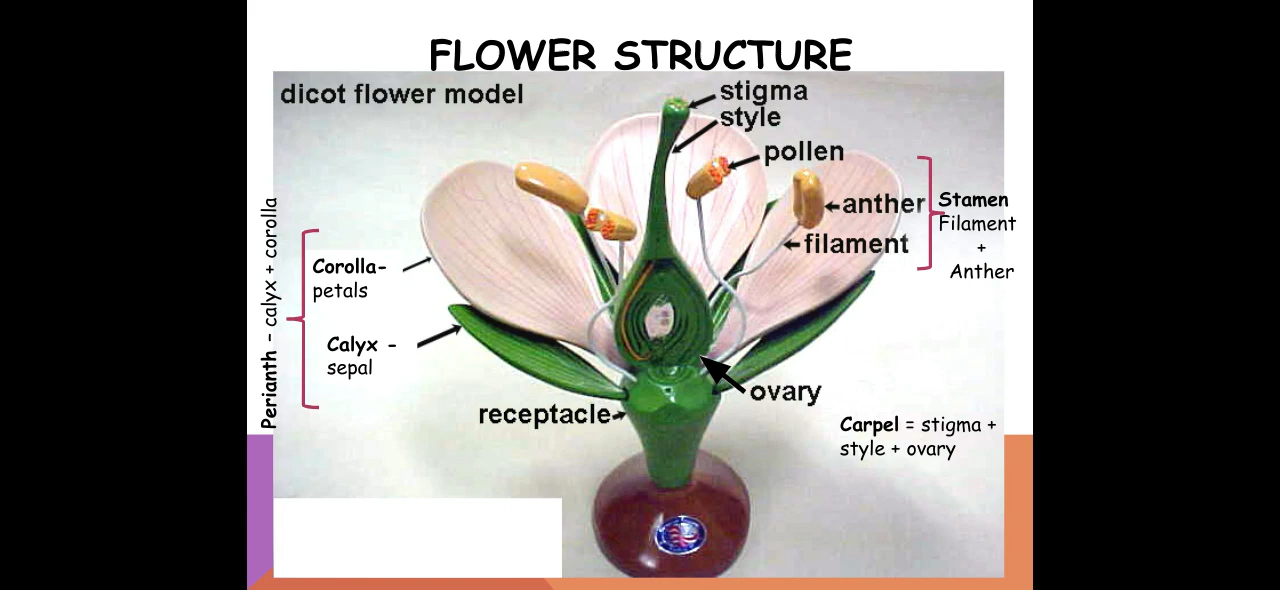 FLOWER STRUCTURE
dicot flower model
stigma
style
pollen
anther
filament
Stamen
Filament
+
Anther
Perianth – calyx + corolla
Corolla-
petals
Calyx -
sepal
ovary
receptacle
Carpel = stigma +
style + ovary